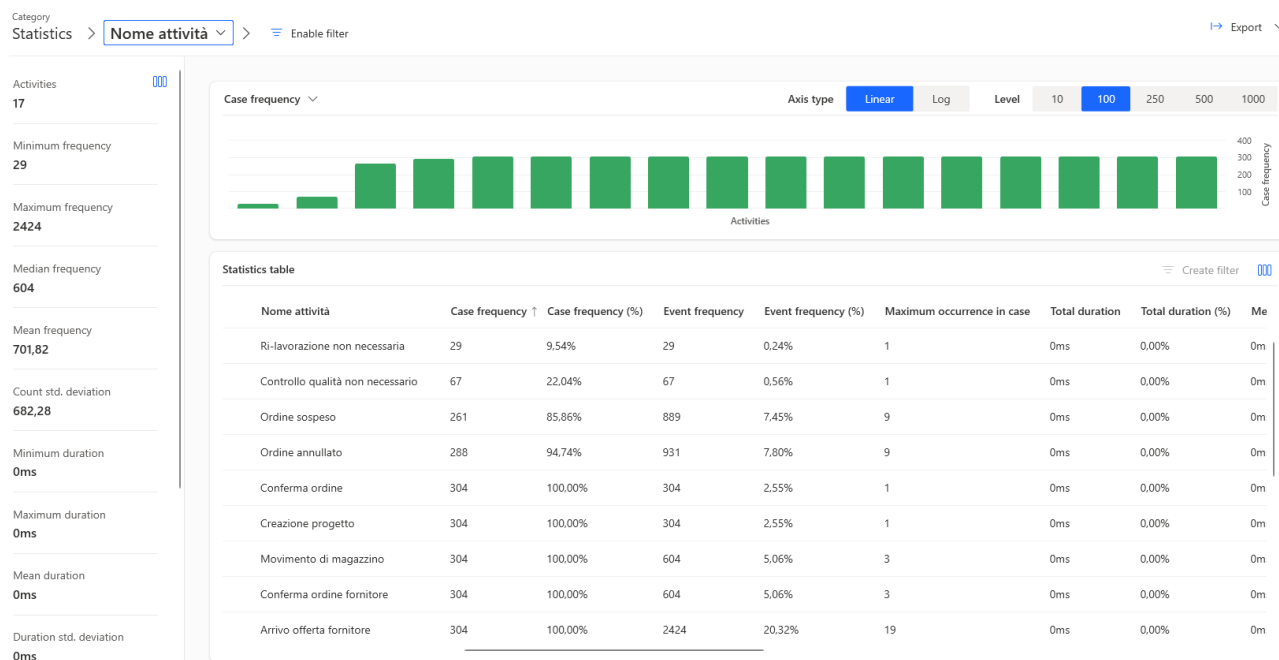 Category
Statistics > Nome attività > Enable filter
Export
Activities
17
Minimum frequency
29
Maximum frequency
2424
Median frequency
604
Mean frequency
701,82
Count std. deviation
682,28
Minimum duration
0ms
Maximum duration
0ms
Mean duration
0ms
Duration std. deviation
0ms
Case frequency Axis type Linear Log Level 10 100 250 500 1000
400
300
200
100
Case frequency
Activities
Statistics table Create filter
Nome attività Case frequency ↑ Case frequency (%) Event frequency Event frequency (%) Maximum occurrence in case Total duration Total duration (%) Me
Ri-lavorazione non necessaria 29 9,54% 29 0,24% 1 0ms 0,00% 0m
Controllo qualità non necessario 67 22,04% 67 0,56% 1 0ms 0,00% 0m
Ordine sospeso 261 85,86% 889 7,45% 9 0ms 0,00% 0m
Ordine annullato 288 94,74% 931 7,80% 9 0ms 0,00% 0m
Conferma ordine 304 100,00% 304 2,55% 1 0ms 0,00% 0m
Creazione progetto 304 100,00% 304 2,55% 1 0ms 0,00% 0m
Movimento di magazzino 304 100,00% 604 5,06% 3 0ms 0,00% 0m
Conferma ordine fornitore 304 100,00% 604 5,06% 3 0ms 0,00% 0m
Arrivo offerta fornitore 304 100,00% 2424 20,32% 19 0ms 0,00% 0m